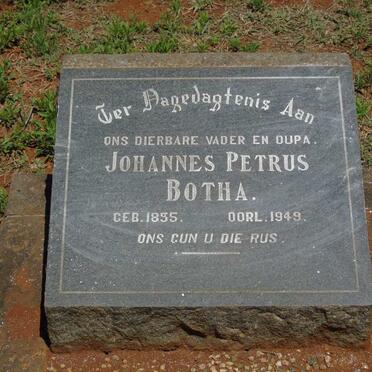 Ter Nagedagtenis Aan
ONS DIERBARE VADER EN OUPA.
JOHANNES PETRUS
BOTHA.
GEB. 1835. OORL. 1949.
ONS GUN U DIE RUS.